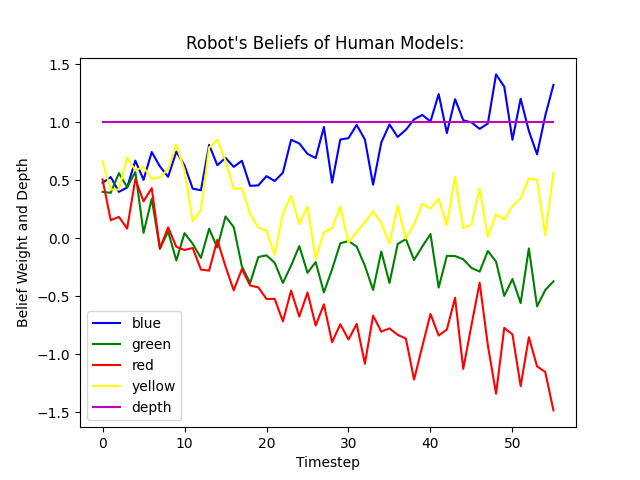 Robot's Beliefs of Human Models:
Belief Weight and Depth
1.5
1.0
0.5
0.0
−0.5
−1.0
−1.5
blue
green
red
yellow
depth
0 10 20 30 40 50
Timestep